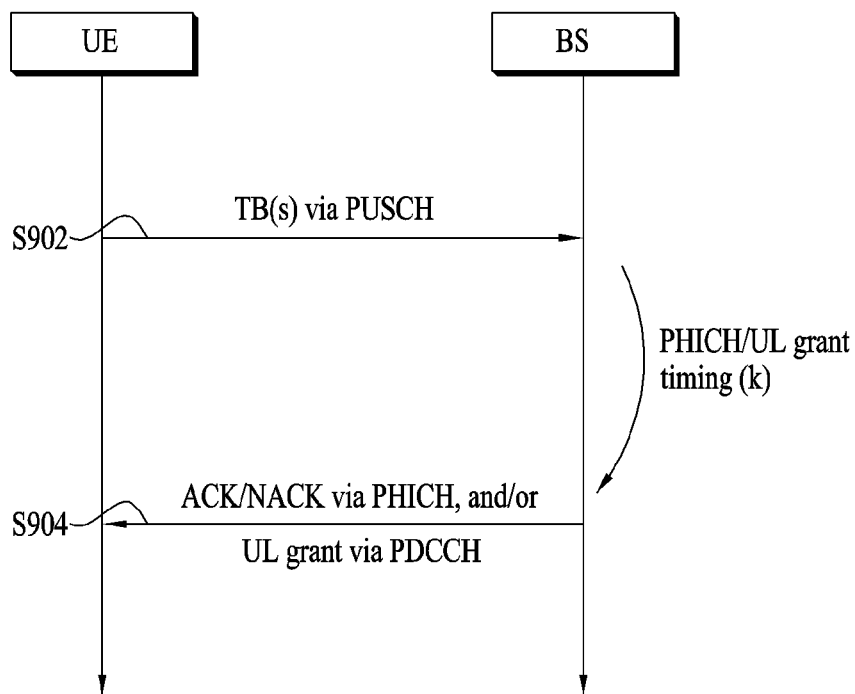 UE
BS
TB(s) via PUSCH
S902
PHICH/UL grant
timing (k)
ACK/NACK via PHICH, and/or
S904
UL grant via PDCCH